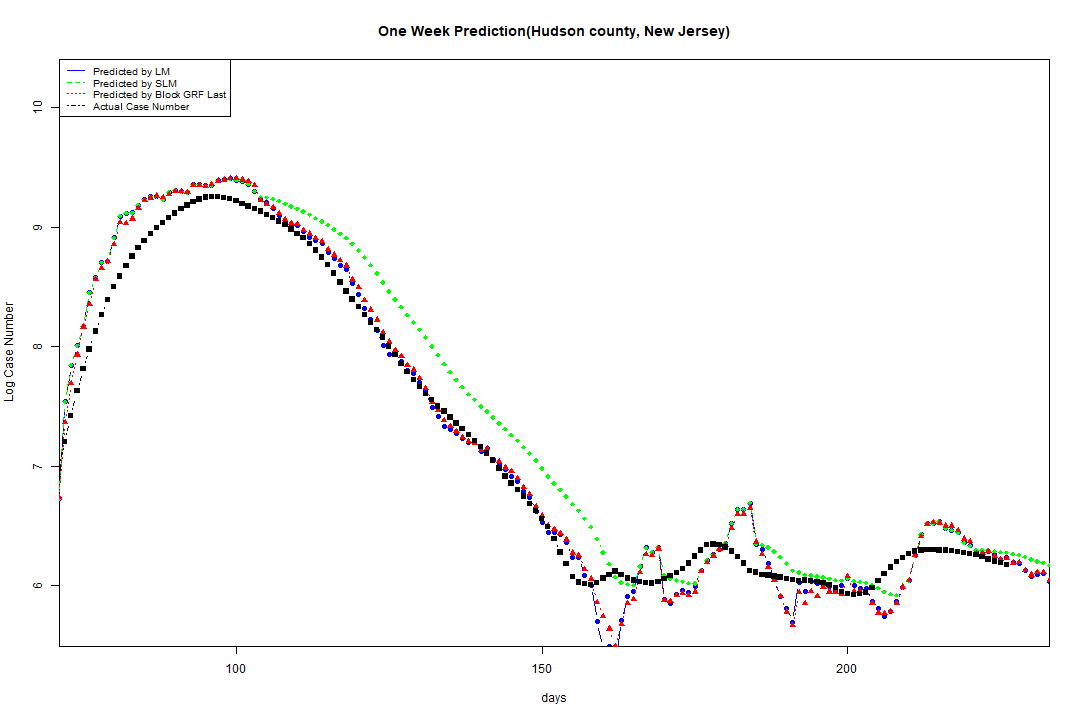 One Week Prediction(Hudson county, New Jersey)
Predicted by LM
Predicted by SLM
Predicted by Block GRF Last
Actual Case Number
10
9
8
7
6
Log Case Number
100
150
200
days